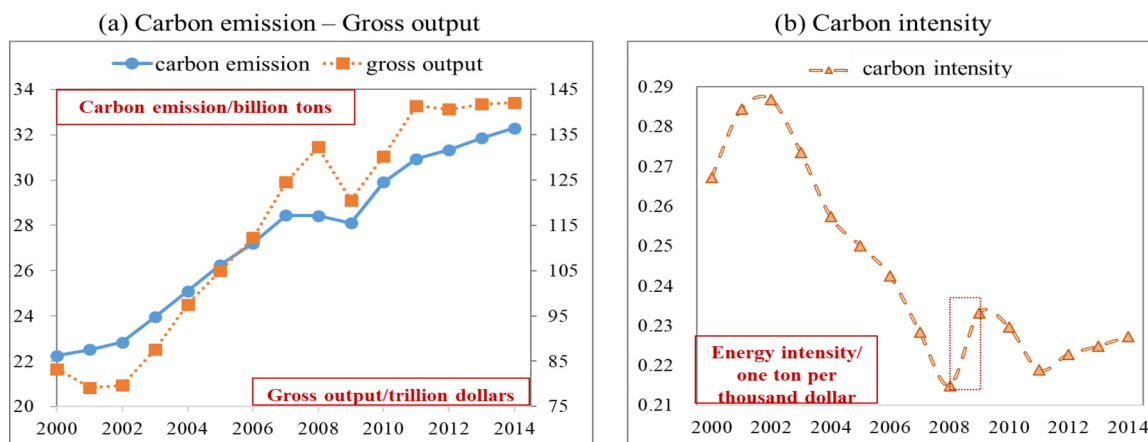 (a) Carbon emission – Gross output
carbon emission
gross output
34
32
30
28
26
24
22
20
Carbon emission/billion tons
Gross output/trillion dollars
145
135
125
115
105
95
85
75
2000 2002 2004 2006 2008 2010 2012 2014
(b) Carbon intensity
carbon intensity
0.29
0.28
0.27
0.26
0.25
0.24
0.23
0.22
0.21
Energy intensity/
one ton per
thousand dollar
2000 2002 2004 2006 2008 2010 2012 2014